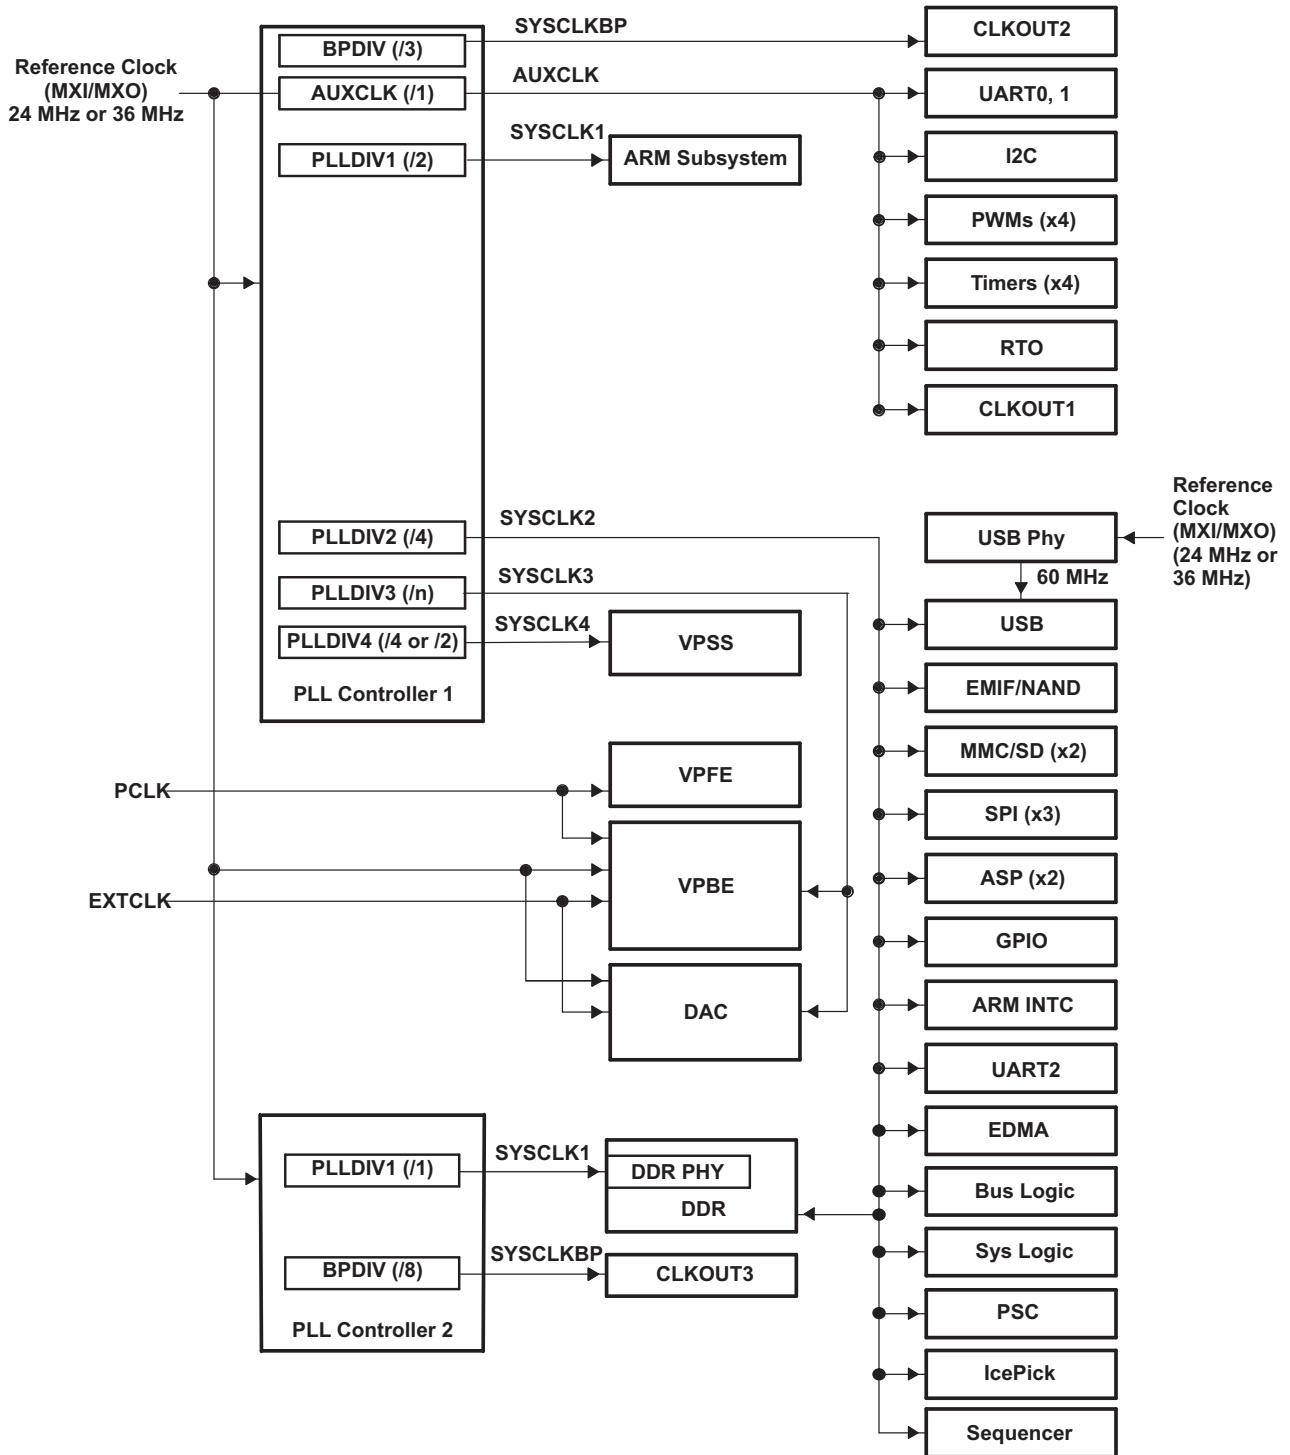 SYSCLKBP
CLKOUT2
BPDIV (/3)
Reference Clock
(MXI/MXO)
24 MHz or 36 MHz
AUXCLK (/1)
AUXCLK
UART0, 1
SYSCLK1
PLLDIV1 (/2)
ARM Subsystem
I2C
PWMs (x4)
Timers (x4)
RTO
CLKOUT1
Reference
Clock
(MXI/MXO)
(24 MHz or
36 MHz)
SYSCLK2
PLLDIV2 (/4)
USB Phy
60 MHz
SYSCLK3
PLLDIV3 (/n)
SYSCLK4
PLLDIV4 (/4 or /2)
VPSS
USB
PLL Controller 1
EMIF/NAND
MMC/SD (x2)
VPFE
PCLK
SPI (x3)
VPBE
ASP (x2)
EXTCLK
GPIO
DAC
ARM INTC
UART2
EDMA
SYSCLK1
PLLDIV1 (/1)
DDR PHY
DDR
Bus Logic
Sys Logic
SYSCLKBP
BPDIV (/8)
CLKOUT3
PSC
PLL Controller 2
IcePick
Sequencer